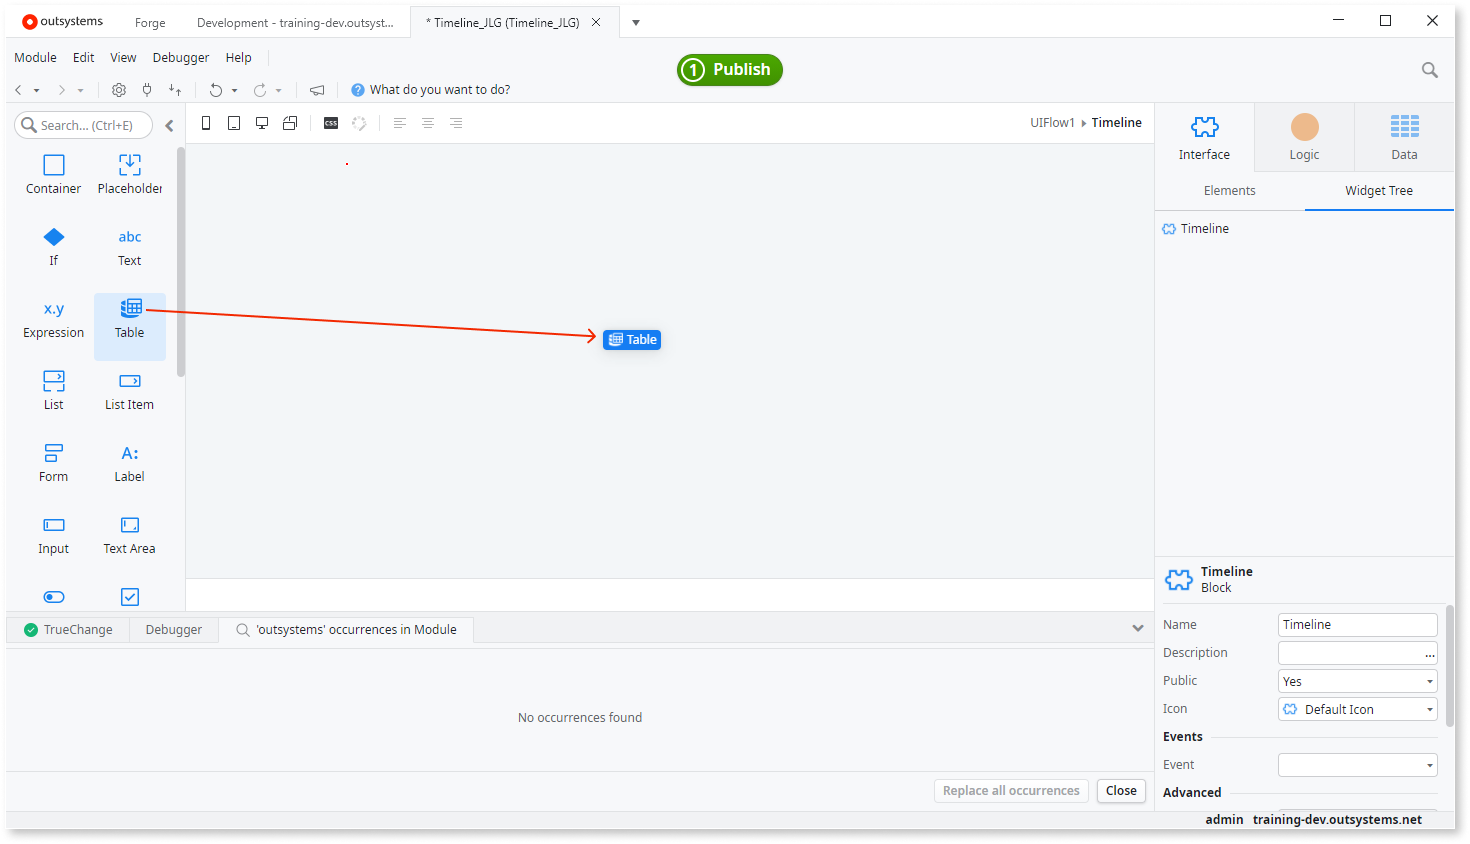 outsystems
Forge
Development - training-dev.outsyst...
* Timeline_JLG (Timeline_JLG)
Module Edit View Debugger Help
1 Publish
? What do you want to do?
Search... (Ctrl+E)
css
UIFlow1 ▸ Timeline
Interface
Logic
Data
Container
Placeholder
Elements
Widget Tree
Timeline
If
abc
Text
x.y
Expression
Table
Table
List
List Item
Form
A:
Label
Input
Text Area
Timeline
Block
TrueChange
Debugger
'outsystems' occurrences in Module
No occurrences found
Replace all occurrences
Close
Name Timeline
Description ...
Public Yes
Icon Default Icon
Events
Event
Advanced
admin training-dev.outsystems.net